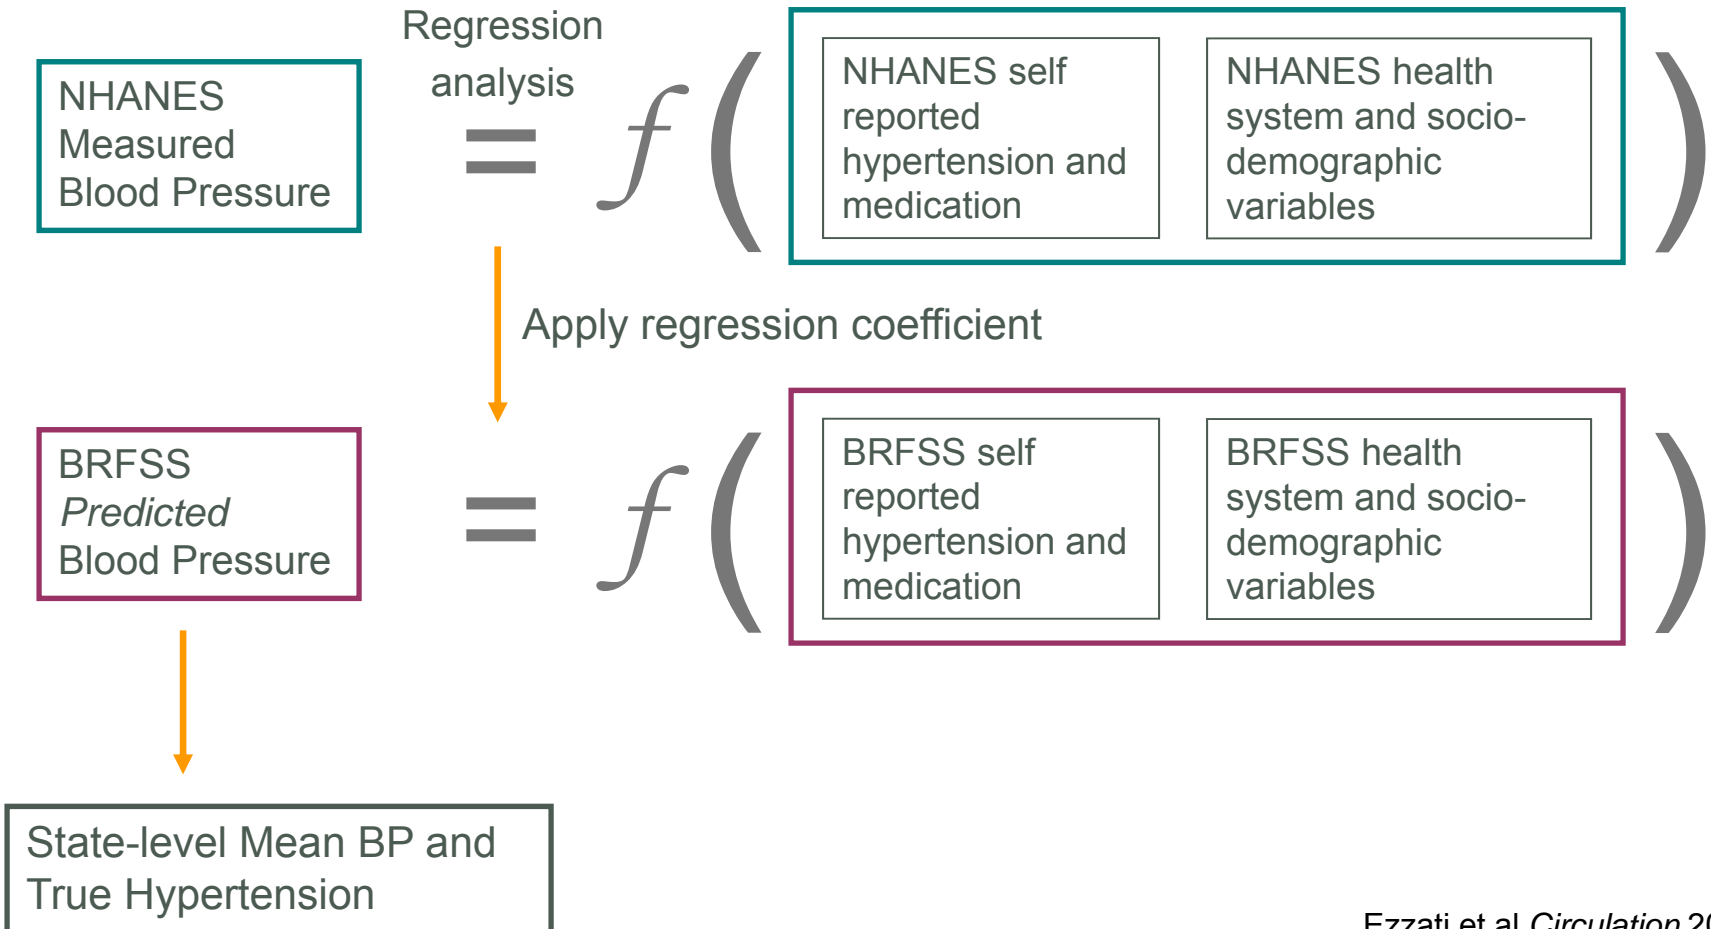 Regression
analysis
NHANES
Measured
Blood Pressure
= f (
NHANES self
reported
hypertension and
medication
NHANES health
system and socio-
demographic
variables
)
Apply regression coefficient
BRFSS
Predicted
Blood Pressure
= f (
BRFSS self
reported
hypertension and
medication
BRFSS health
system and socio-
demographic
variables
)
State-level Mean BP and
True Hypertension
Ezzati et al Circulation